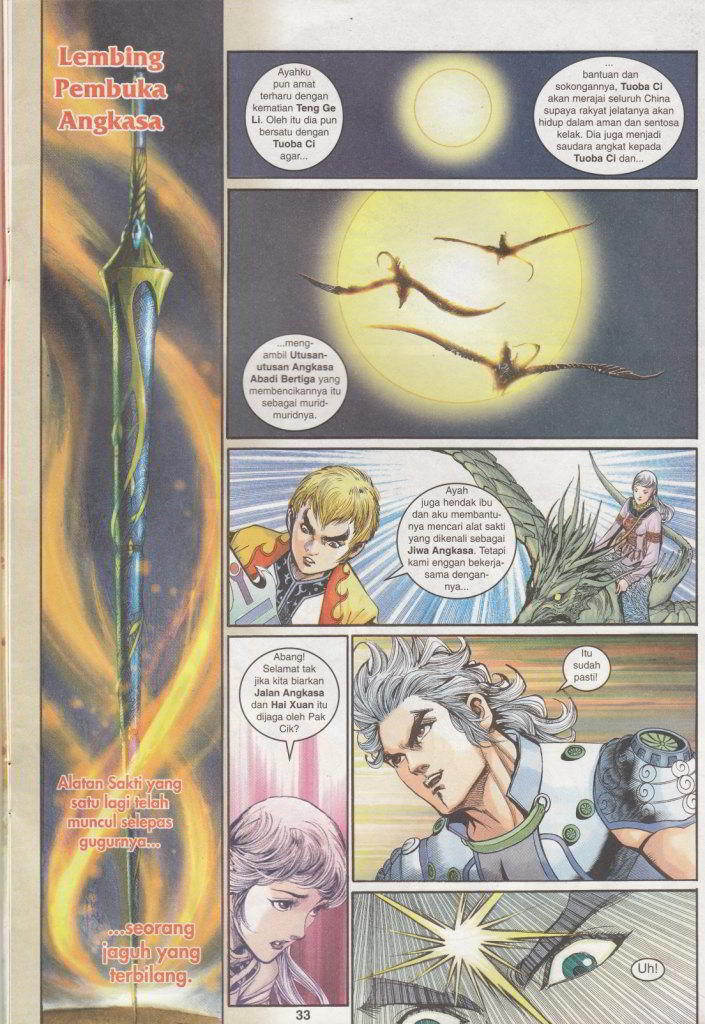 Lembing
Pembuka
Angkasa
Alatan Sakti yang
satu lagi telah
muncul selepas
gugurnya...
...seorang
jaguh yang
terbilang.
Ayahku
pun amat
terharu dengan
kematian Teng Ge
Li. Oleh itu dia pun
bersatu dengan
Tuoba Ci
agar...
...
bantuan dan
sokongannya, Tuoba Ci
akan merajai seluruh China
supaya rakyat jelatanya akan
hidup dalam aman dan sentosa
kelak. Dia juga menjadi
saudara angkat kepada
Tuoba Ci dan...
...meng-
ambil Utusan-
utusan Angkasa
Abadi Bertiga yang
membencikannya itu
sebagai murid-
muridnya.
Ayah
juga hendak ibu
dan aku membantu-
nya mencari alat sakti
yang dikenali sebagai
Jiwa Angkasa. Tetapi
kami enggan bekerja-
sama dengan-
nya...
Abang!
Selamat tak
jika kita biarkan
Jalan Angkasa
dan Hai Xuan itu
dijaga oleh Pak
Cik?
Itu
sudah
pasti!
Uh!
33